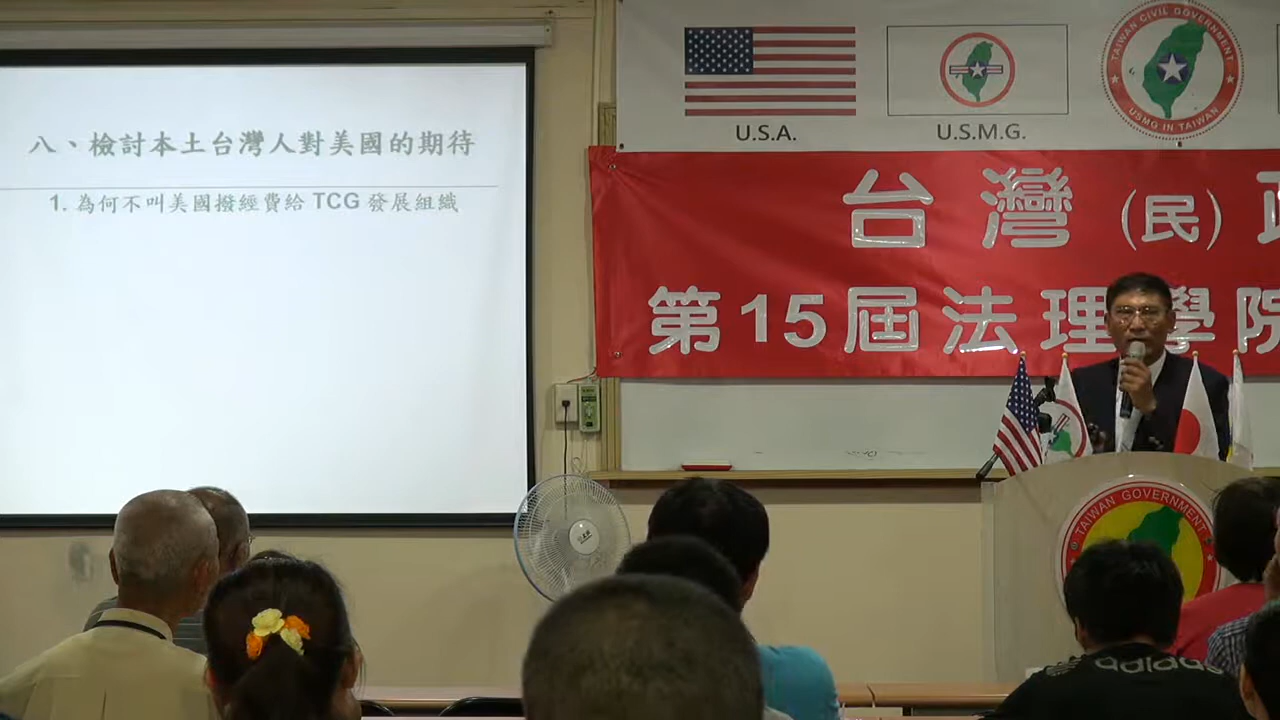 八、檢討本土台灣人對美國的期待
1. 為何不叫美國撥經費給 TCG 發展組織
U.S.A.
U.S.M.G.
TAIWAN CIVIL GOVERNMENT
USMG IN TAIWAN
台灣(民)政
第15屆法理學院
TAIWAN GOVERNMENT
adidas